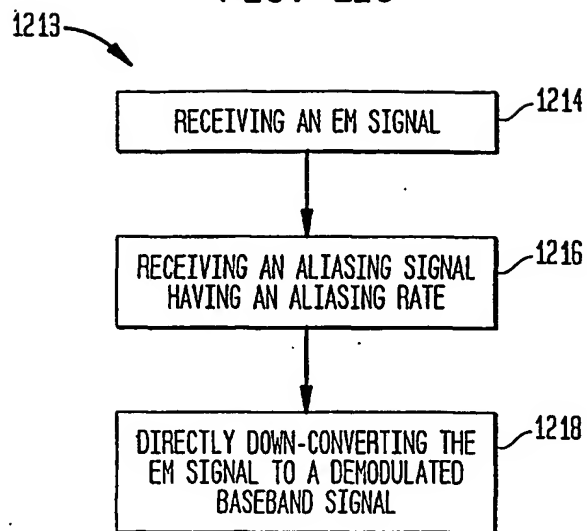 1213
RECEIVING AN EM SIGNAL
1214
RECEIVING AN ALIASING SIGNAL
HAVING AN ALIASING RATE
1216
DIRECTLY DOWN-CONVERTING THE
EM SIGNAL TO A DEMODULATED
BASEBAND SIGNAL
1218